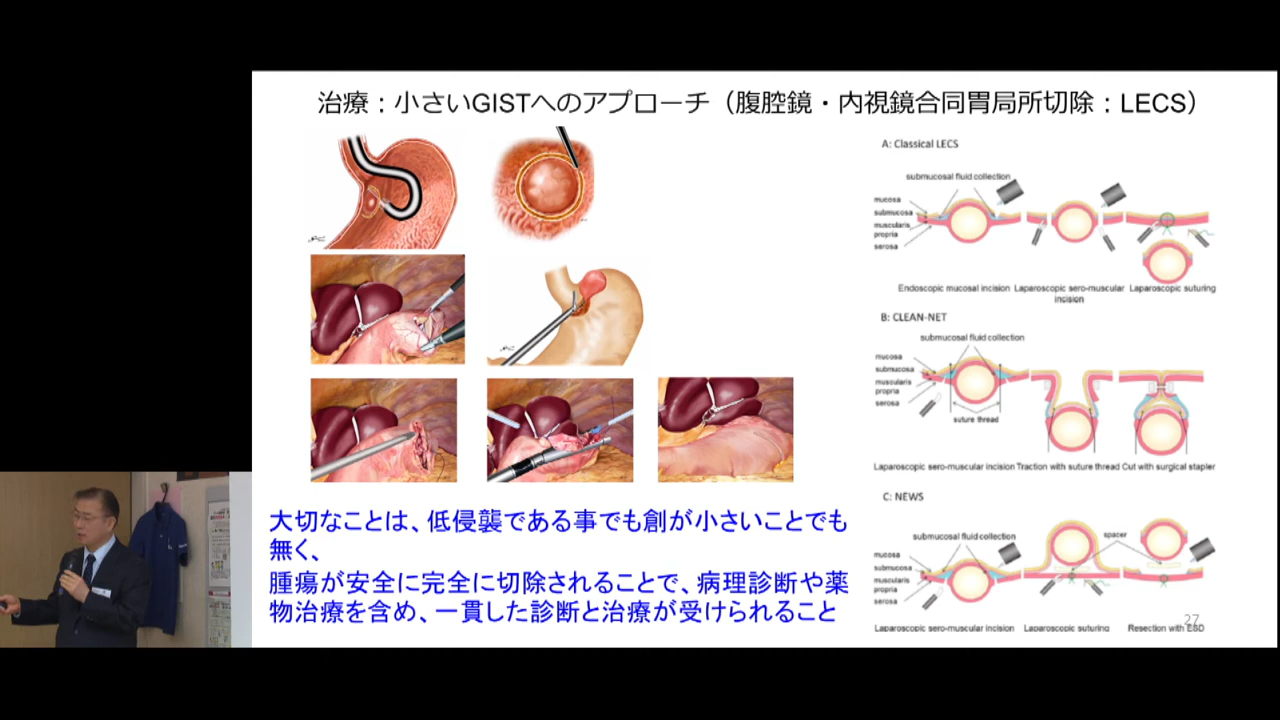 治療：小さいGISTへのアプローチ（腹腔鏡・内視鏡合同胃局所切除：LECS）
A: Classical LECS
submucosal fluid collection
mucosa
submucosa
muscularis
propria
serosa
Endoscopic mucosal incision Laparoscopic sero-muscular incision Laparoscopic suturing
B: CLEAN-NET
submucosal fluid collection
mucosa
submucosa
muscularis
propria
serosa
suture thread
Laparoscopic sero-muscular incision Traction with suture thread Cut with surgical stapler
C: NEWS
submucosal fluid collection
spacer
mucosa
submucosa
muscularis
propria
serosa
Laparoscopic sero-muscular incision Laparoscopic suturing Resection with ESD
大切なことは、低侵襲である事でも創が小さいことでも
無く、
腫瘍が安全に完全に切除されることで、病理診断や薬
物治療を含め、一貫した診断と治療が受けられること
27